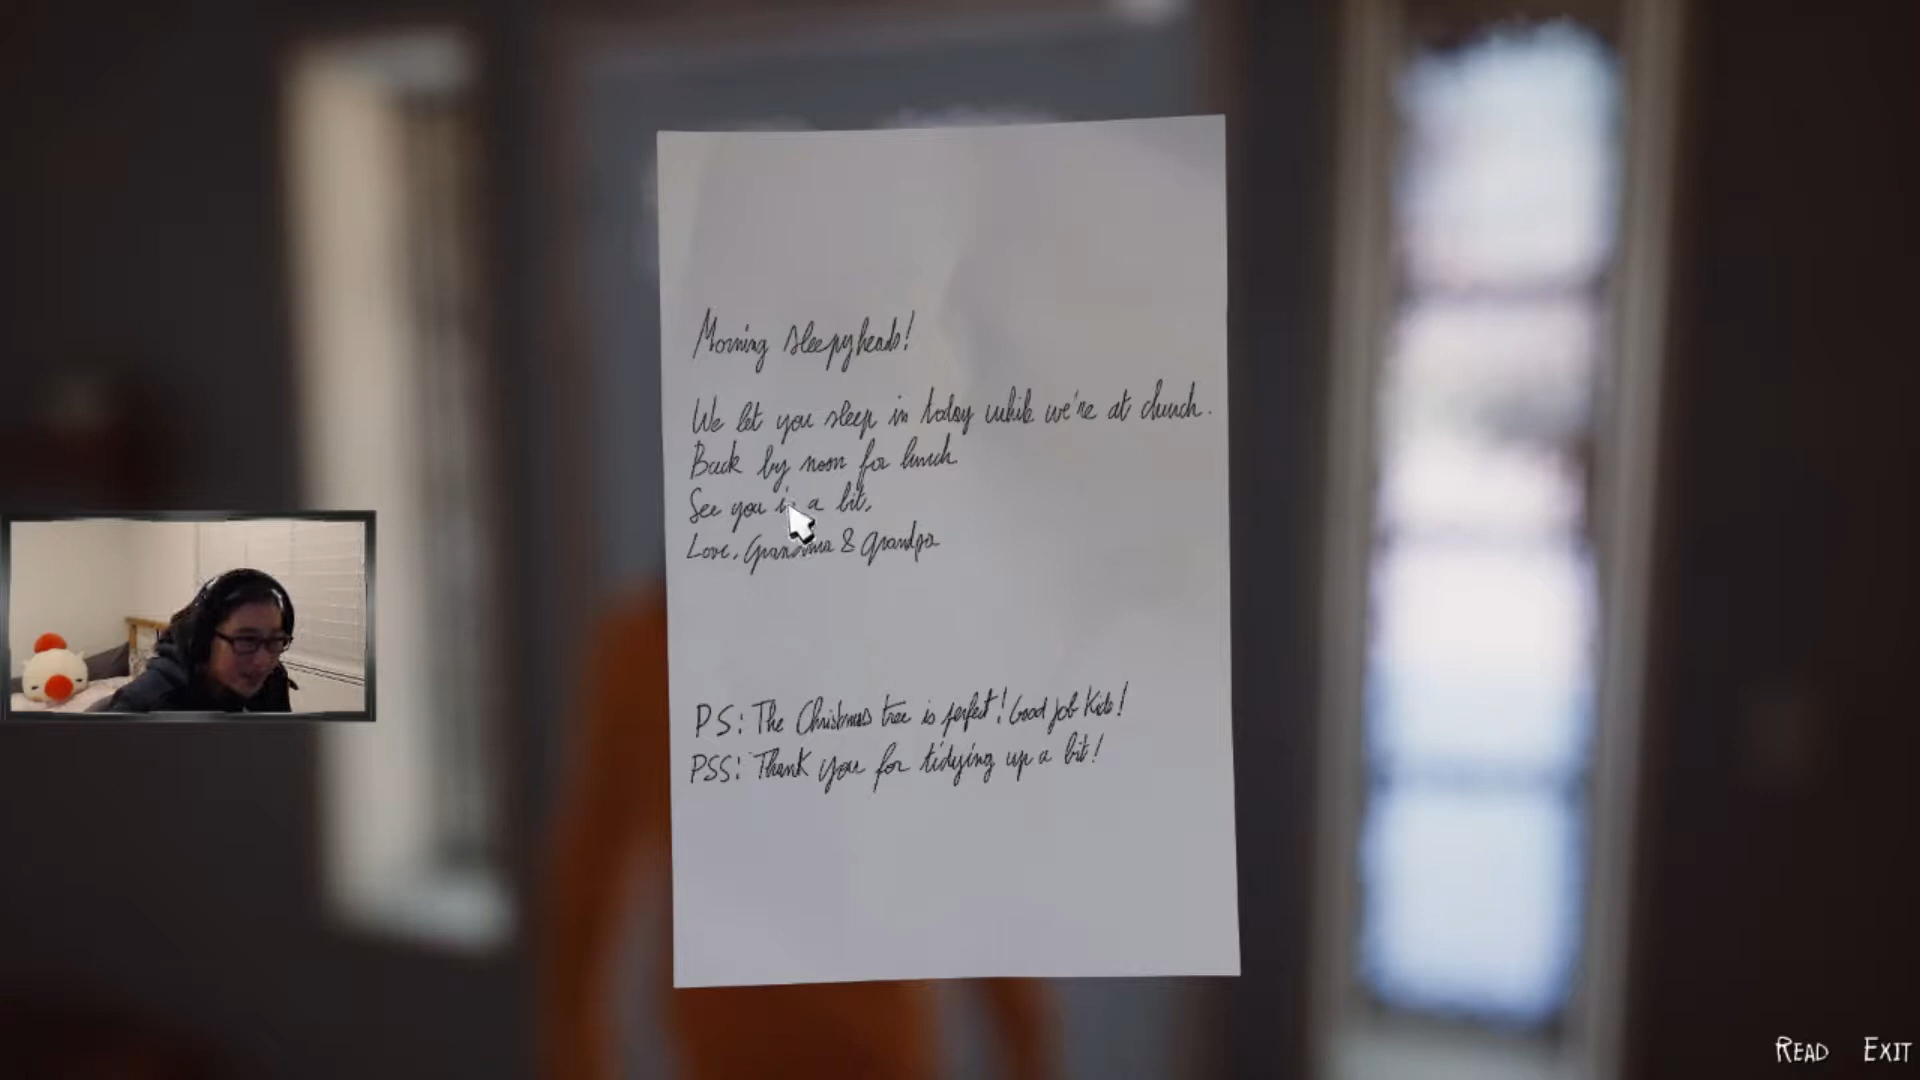 Morning sleepyheads!
We let you sleep in today while we're at church.
Back by noon for lunch
See you in a bit,
Love, Grandma & Grandpa
PS: The Christmas tree is perfect! Good job Kids!
PSS: Thank you for tidying up a bit!
READ EXIT